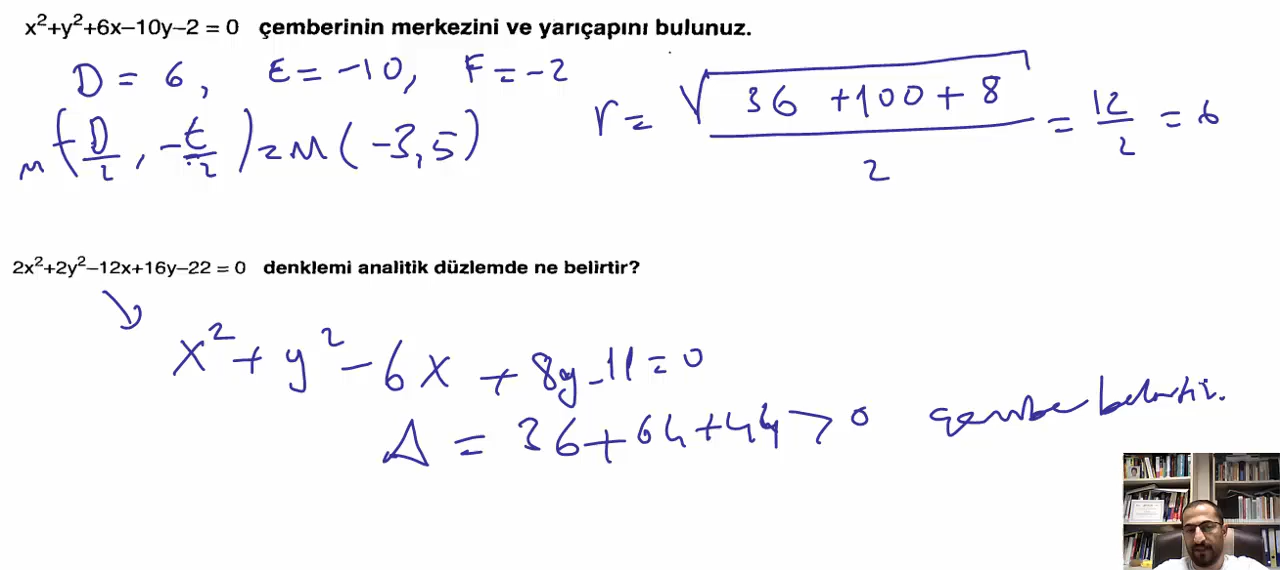 x²+y²+6x–10y–2 = 0 çemberinin merkezini ve yarıçapını bulunuz.
D = 6, E = -10, F = -2
M(-D/2, -E/2) = M(-3,5)
r = √(36 +100 + 8)/2 = 12/2 = 6
2x²+2y²–12x+16y–22 = 0 denklemi analitik düzlemde ne belirtir?
x² + y² - 6x + 8y - 11 = 0
Δ = 36 + 64 + 44 > 0 çember belirtir.